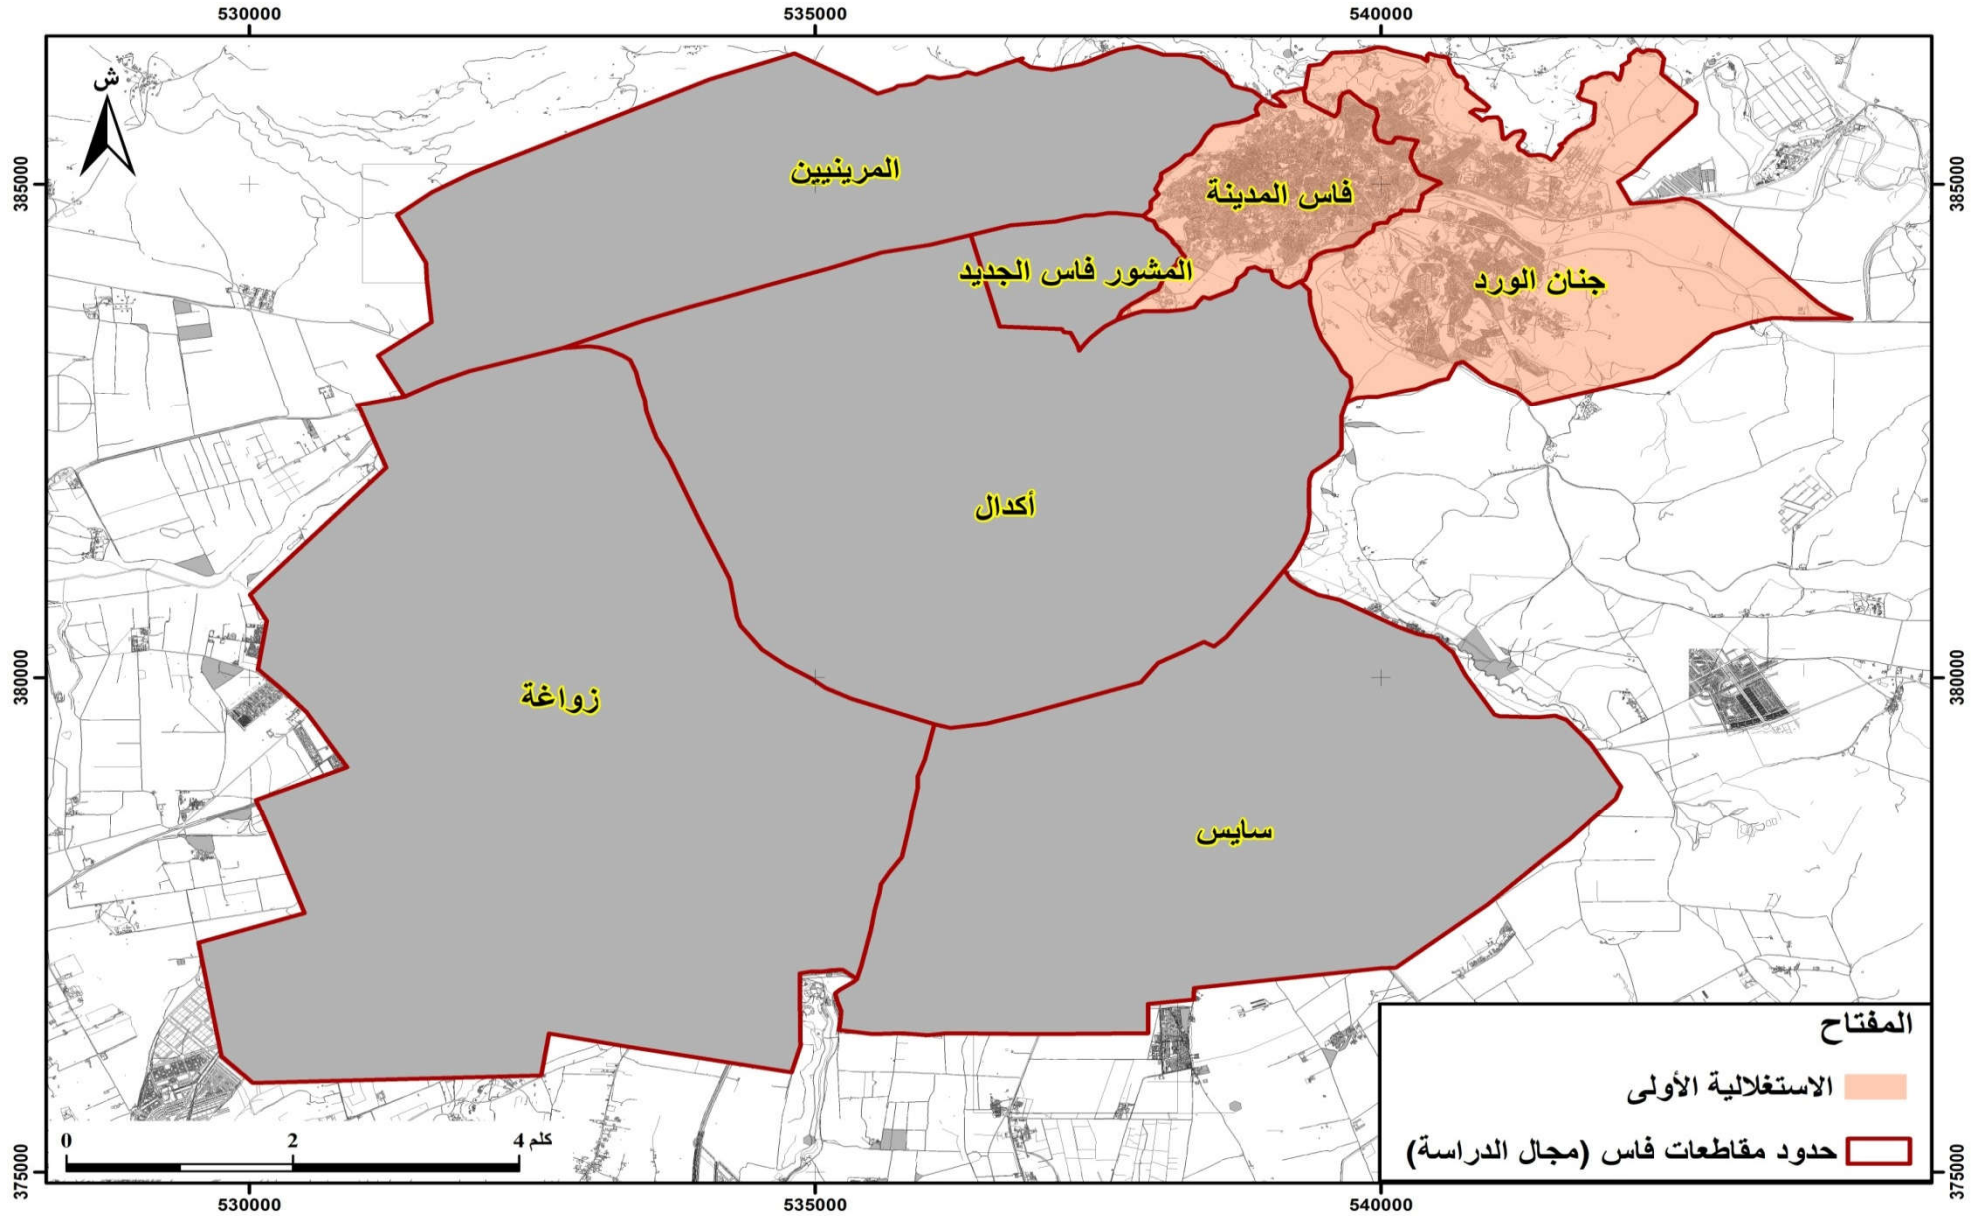 530000
535000
540000
ش
385000
385000
المرينيين
فاس المدينة
المشور فاس الجديد
جنان الورد
أكدال
380000
380000
زواغة
سايس
المفتاح
الاستغلالية الأولى
حدود مقاطعات فاس (مجال الدراسة)
0 2 4 كلم
375000
375000
530000
535000
540000